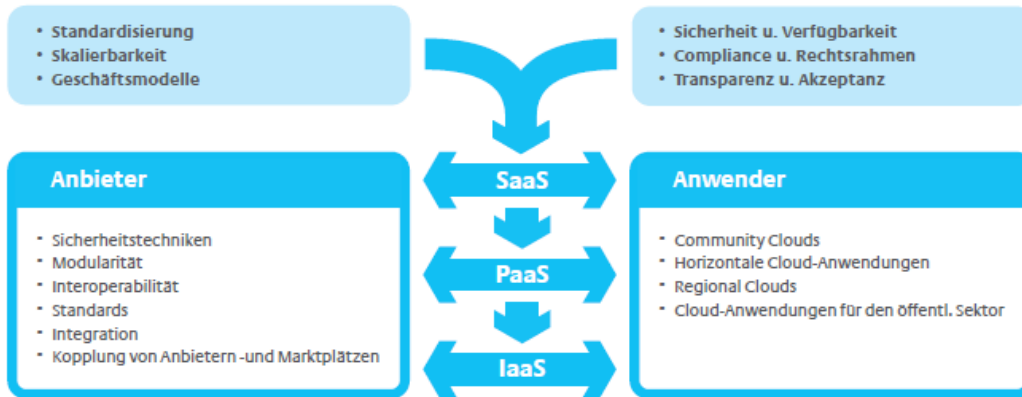 • Standardisierung
• Skalierbarkeit
• Geschäftsmodelle
• Sicherheit u. Verfügbarkeit
• Compliance u. Rechtsrahmen
• Transparenz u. Akzeptanz
Anbieter
- Sicherheitstechniken
- Modularität
- Interoperabilität
- Standards
- Integration
- Kopplung von Anbietern -und Marktplätzen
SaaS
PaaS
IaaS
Anwender
- Community Clouds
- Horizontale Cloud-Anwendungen
- Regional Clouds
- Cloud-Anwendungen für den öffentl. Sektor